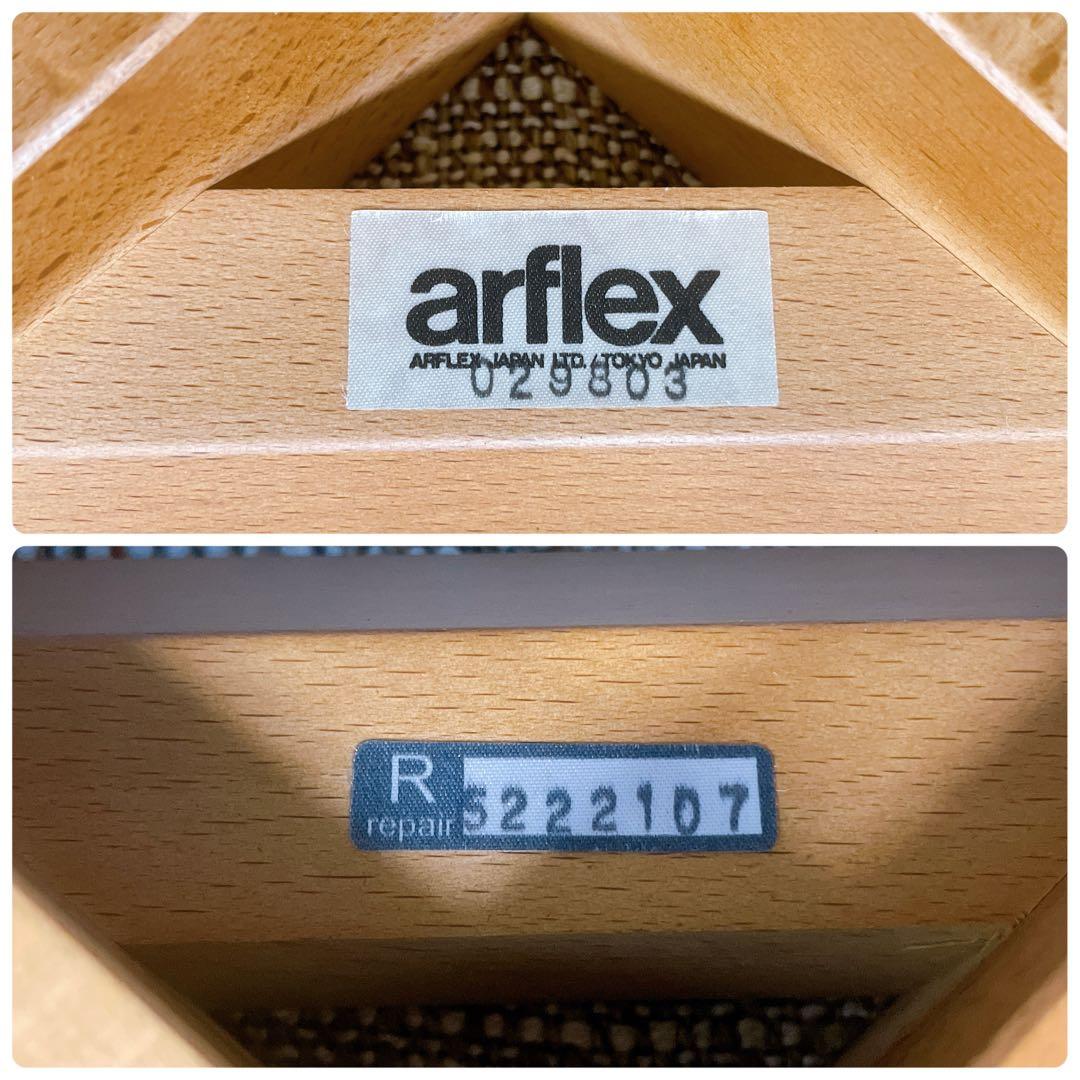 arflex
ARFLEX JAPAN LTD. / TOKYO JAPAN
029803
R
repair
5222107